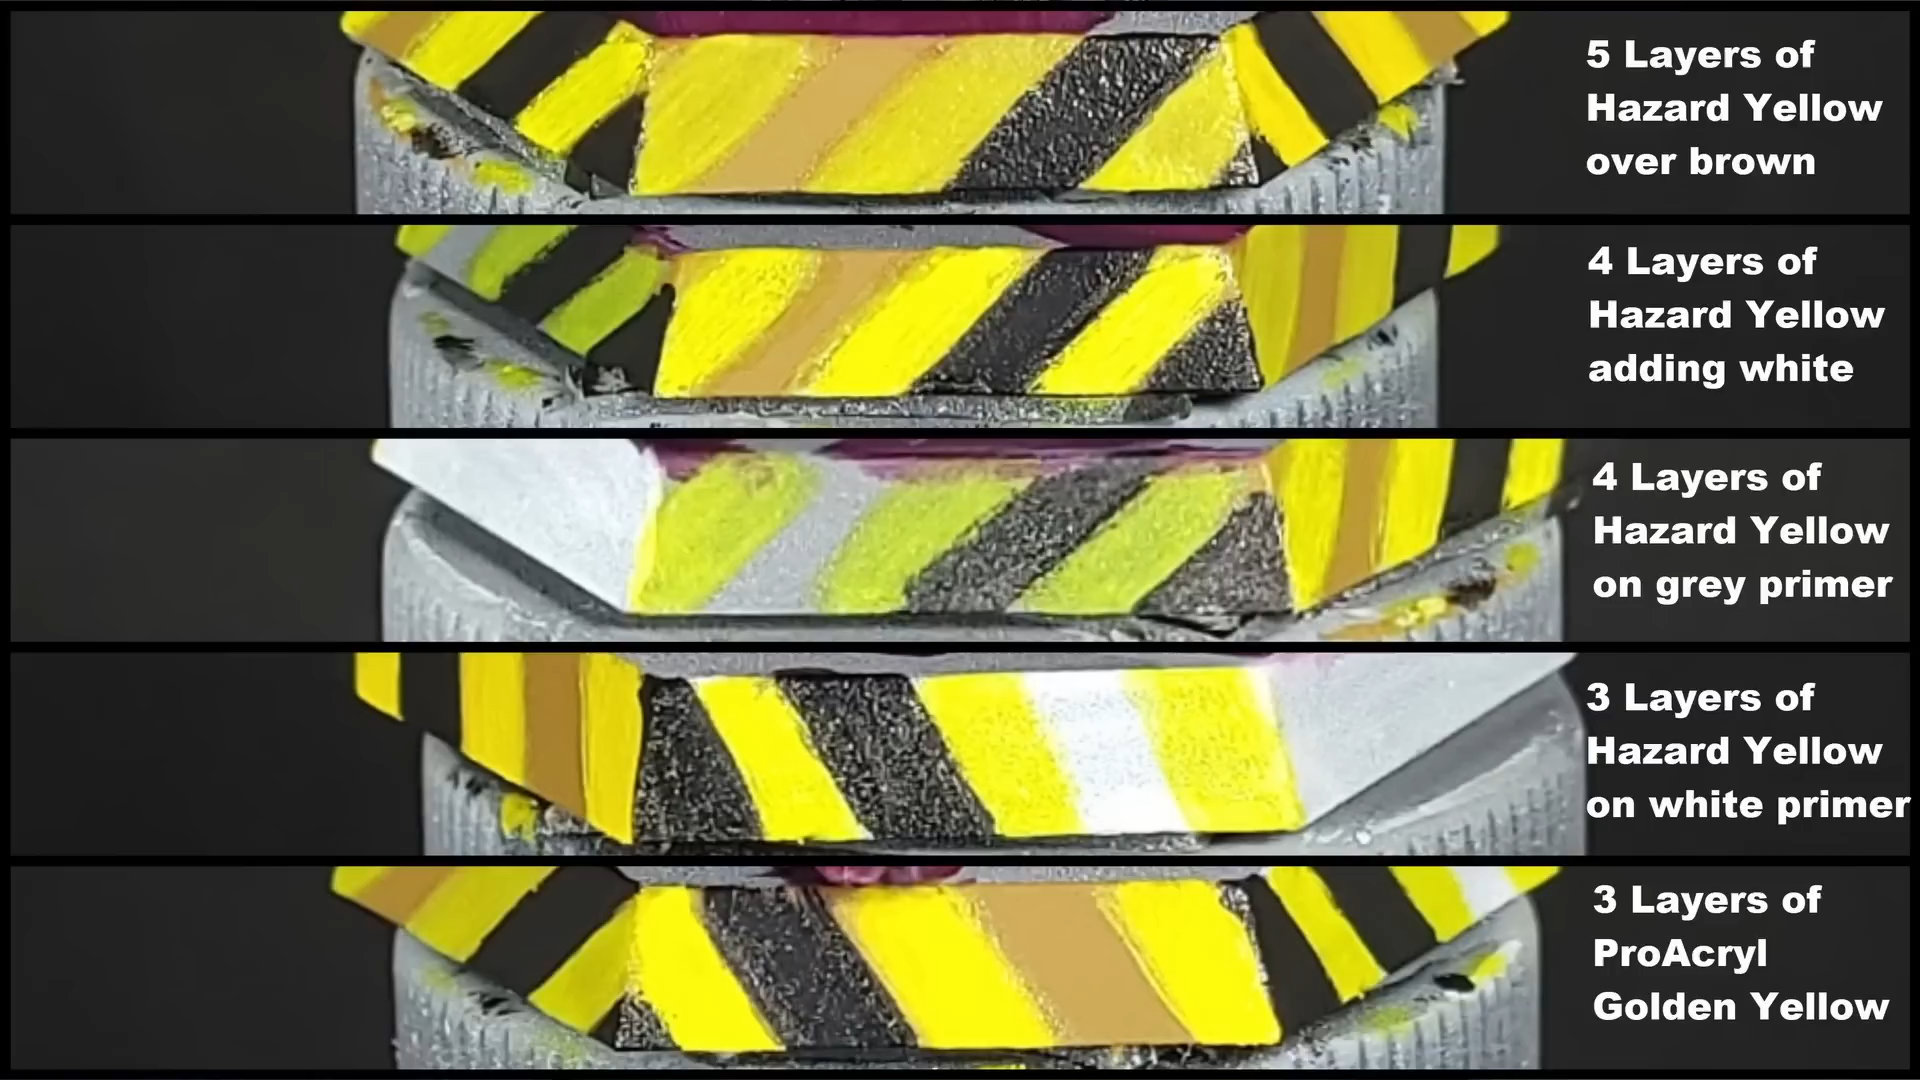 5 Layers of
Hazard Yellow
over brown
4 Layers of
Hazard Yellow
adding white
4 Layers of
Hazard Yellow
on grey primer
3 Layers of
Hazard Yellow
on white primer
3 Layers of
ProAcryl
Golden Yellow